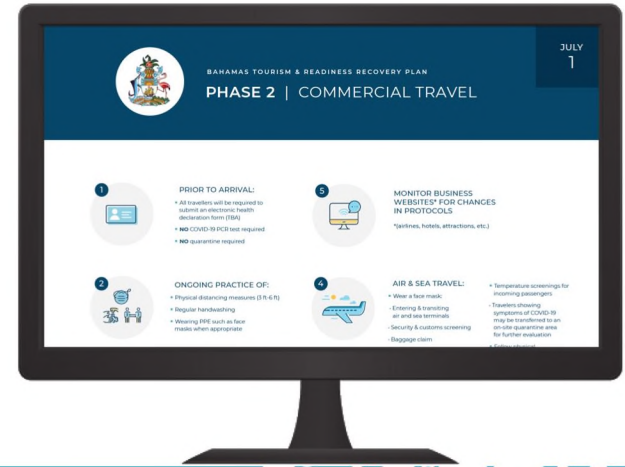 JULY
1
BAHAMAS TOURISM & READINESS RECOVERY PLAN
PHASE 2 | COMMERCIAL TRAVEL
1
PRIOR TO ARRIVAL:
• All travellers will be required to
submit an electronic health
declaration form (TBA)
• NO COVID-19 PCR test required
• NO quarantine required
5
MONITOR BUSINESS
WEBSITES* FOR CHANGES
IN PROTOCOLS
*(airlines, hotels, attractions, etc.)
2
ONGOING PRACTICE OF:
• Physical distancing measures (3 ft-6 ft)
• Regular handwashing
• Wearing PPE such as face
masks when appropriate
4
AIR & SEA TRAVEL:
• Wear a face mask:
- Entering & transiting
air and sea terminals
- Security & customs screening
- Baggage claim
• Temperature screenings for
incoming passengers
- Travelers showing
symptoms of COVID-19
may be transferred to an
on-site quarantine area
for further evaluation